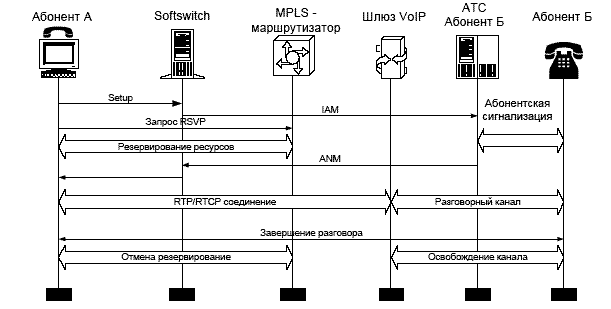 Абонент А
Softswitch
MPLS -
маршрутизатор
Шлюз VoIP
АТС
Абонент Б
Абонент Б
Setup
IAM
Абонентская
сигнализация
Запрос RSVP
Резервирование ресурсов
ANM
RTP/RTCP соединение
Разговорный канал
Завершение разговора
Отмена резервирование
Освобождение канала